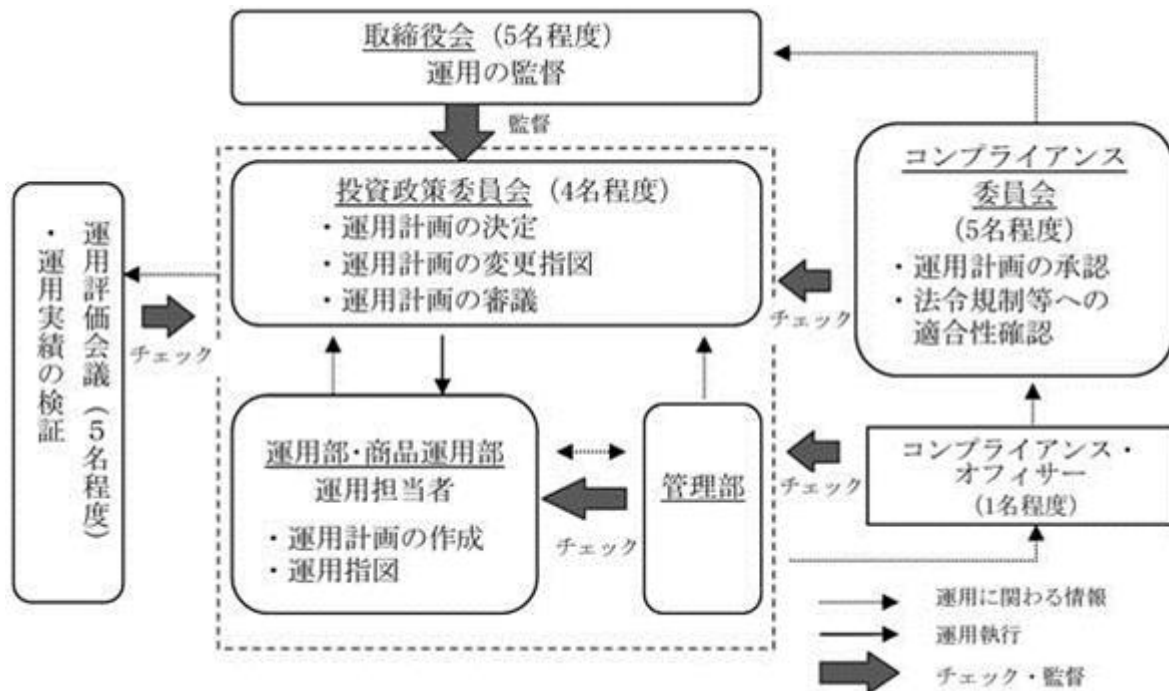 取締役会（5名程度）
運用の監督
監督
投資政策委員会（4名程度）
・運用計画の決定
・運用計画の変更指図
・運用計画の審議
コンプライアンス
委員会
(5名程度)
・運用計画の承認
・法令規制等への
適合性確認
チェック
運用評価会議（5名程度）
・運用実績の検証
チェック
運用部・商品運用部
運用担当者
・運用計画の作成
・運用指図
チェック
管理部
チェック
コンプライアンス・
オフィサー
(1名程度)
運用に関わる情報
運用執行
チェック・監督